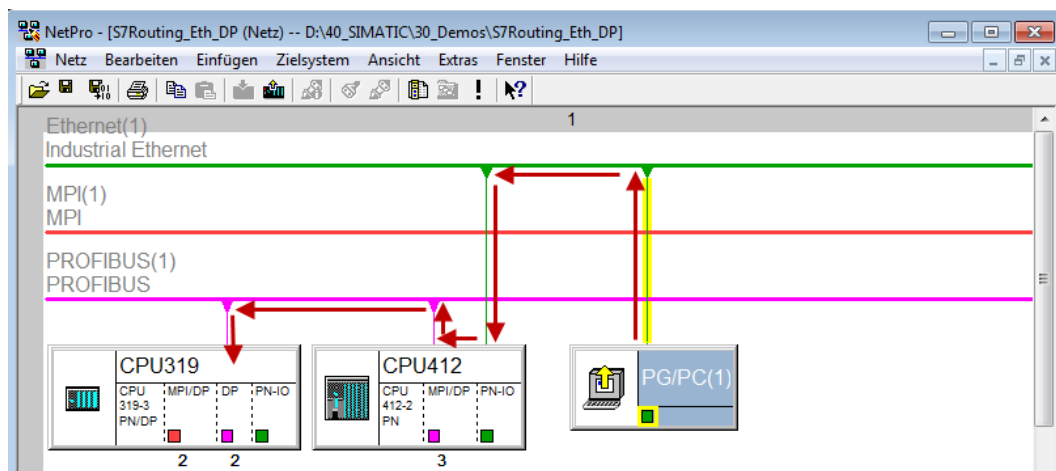 NetPro - [S7Routing_Eth_DP (Netz) -- D:\40_SIMATIC\30_Demos\S7Routing_Eth_DP]
Netz Bearbeiten Einfügen Zielsystem Ansicht Extras Fenster Hilfe
1
Ethernet(1)
Industrial Ethernet
MPI(1)
MPI
PROFIBUS(1)
PROFIBUS
CPU319
CPU
319-3
PN/DP
MPI/DP
DP
PN-IO
2
2
CPU412
CPU
412-2
PN
MPI/DP
PN-IO
3
PG/PC(1)